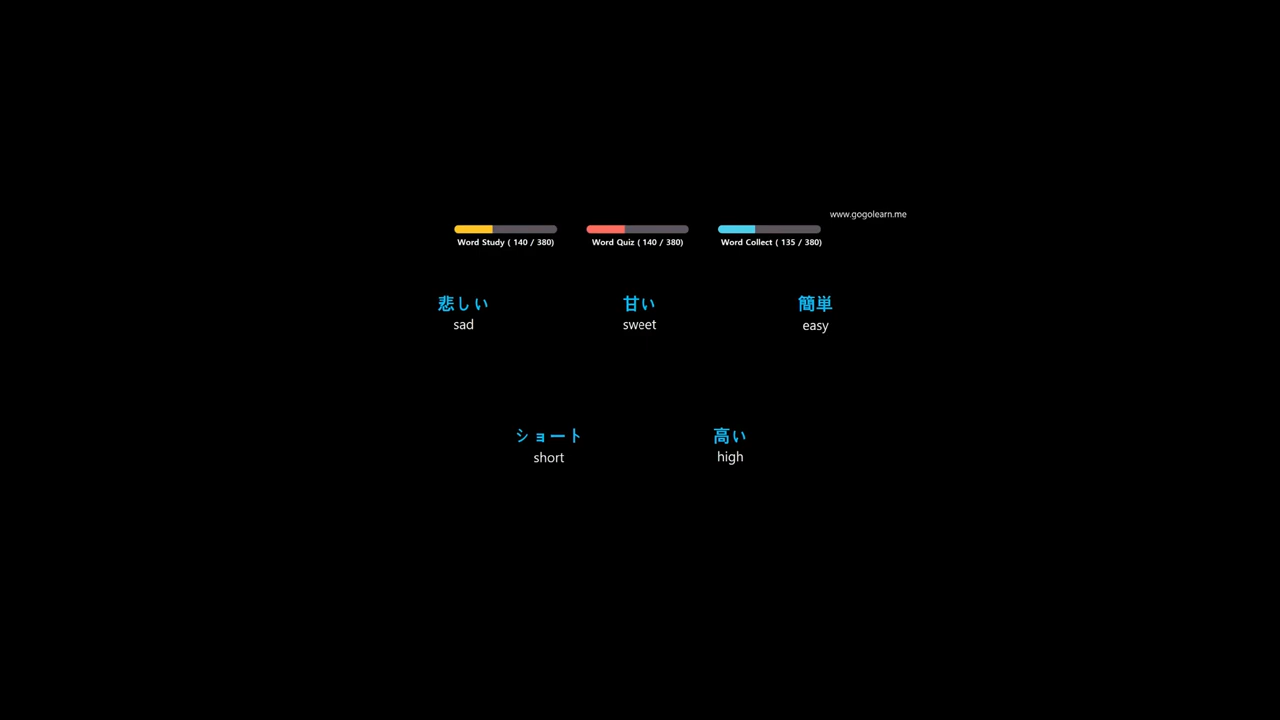 www.gogolearn.me
Word Study ( 140 / 380)
Word Quiz ( 140 / 380)
Word Collect ( 135 / 380)
悲しい
sad
甘い
sweet
簡単
easy
ショート
short
高い
high